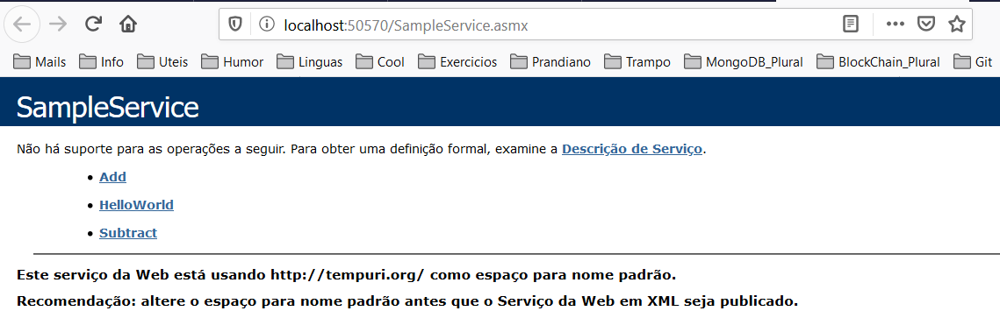 localhost:50570/SampleService.asmx
Mails Info Uteis Humor Linguas Cool Exercicios Prandiano Trampo MongoDB_Plural BlockChain_Plural Git
SampleService
Não há suporte para as operações a seguir. Para obter uma definição formal, examine a Descrição de Serviço.
• Add
• HelloWorld
• Subtract
Este serviço da Web está usando http://tempuri.org/ como espaço para nome padrão.
Recomendação: altere o espaço para nome padrão antes que o Serviço da Web em XML seja publicado.